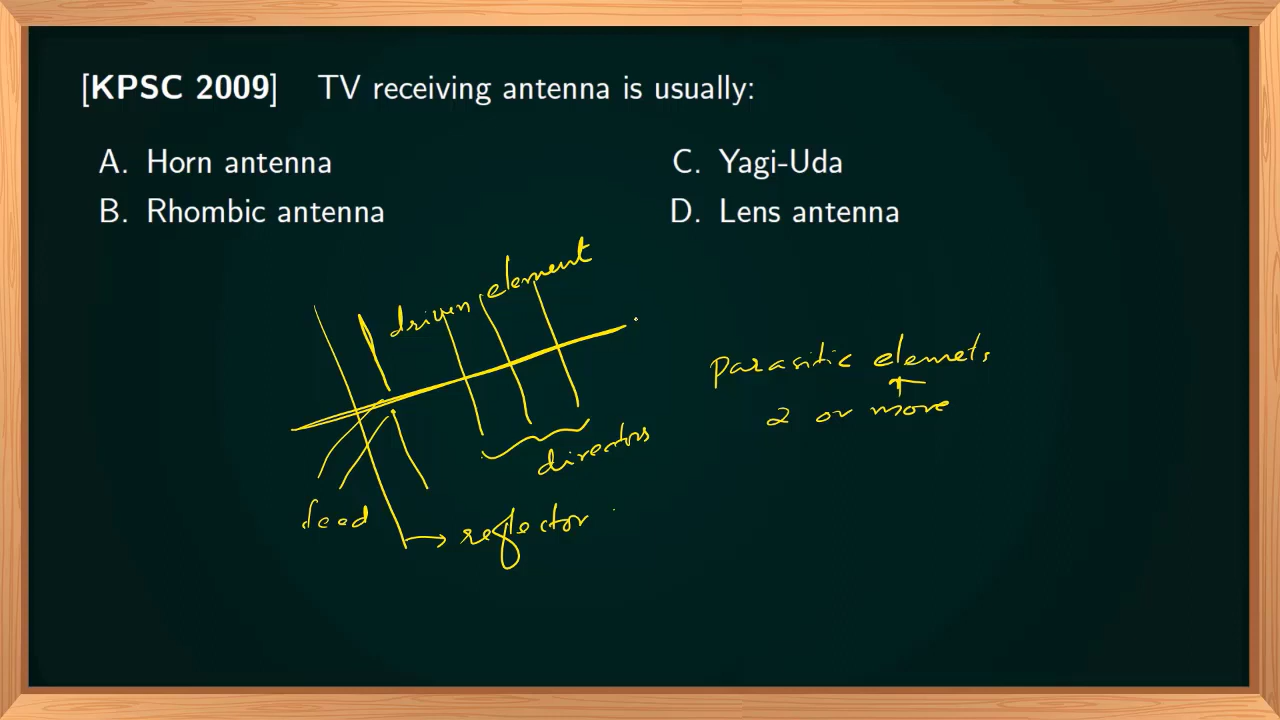 [KPSC 2009] TV receiving antenna is usually:
A. Horn antenna
B. Rhombic antenna
C. Yagi-Uda
D. Lens antenna
driven element
parasitic elemets
2 or more
directors
feed
reflector